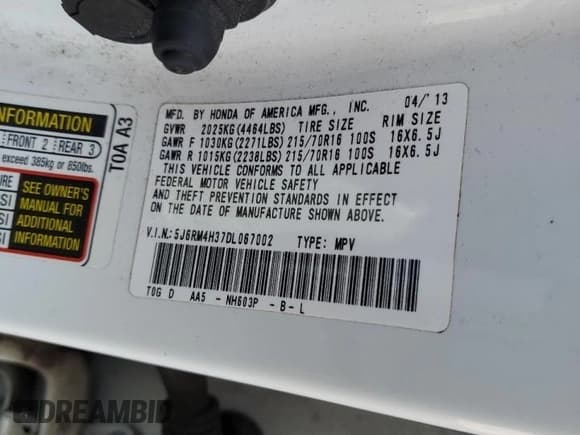 INFORMATION
FRONT 2 REAR 3
exceed 385kg or 850lbs.
SEE OWNER'S
MANUAL FOR
ADDITIONAL
INFORMATION
T0A A3
MFD. BY HONDA OF AMERICA MFG., INC. 04/'13
GVWR 2025KG(4464LBS) TIRE SIZE RIM SIZE
GAWR F 1030KG(2271LBS) 215/70R16 100S 16X6.5J
GAWR R 1015KG(2238LBS) 215/70R16 100S 16X6.5J
THIS VEHICLE CONFORMS TO ALL APPLICABLE
FEDERAL MOTOR VEHICLE SAFETY
AND THEFT PREVENTION STANDARDS IN EFFECT
ON THE DATE OF MANUFACTURE SHOWN ABOVE.
V.I.N.:5J6RM4H37DL067002 TYPE: MPV
T0G D AA5 - NH603P - B - L
DREAMBID